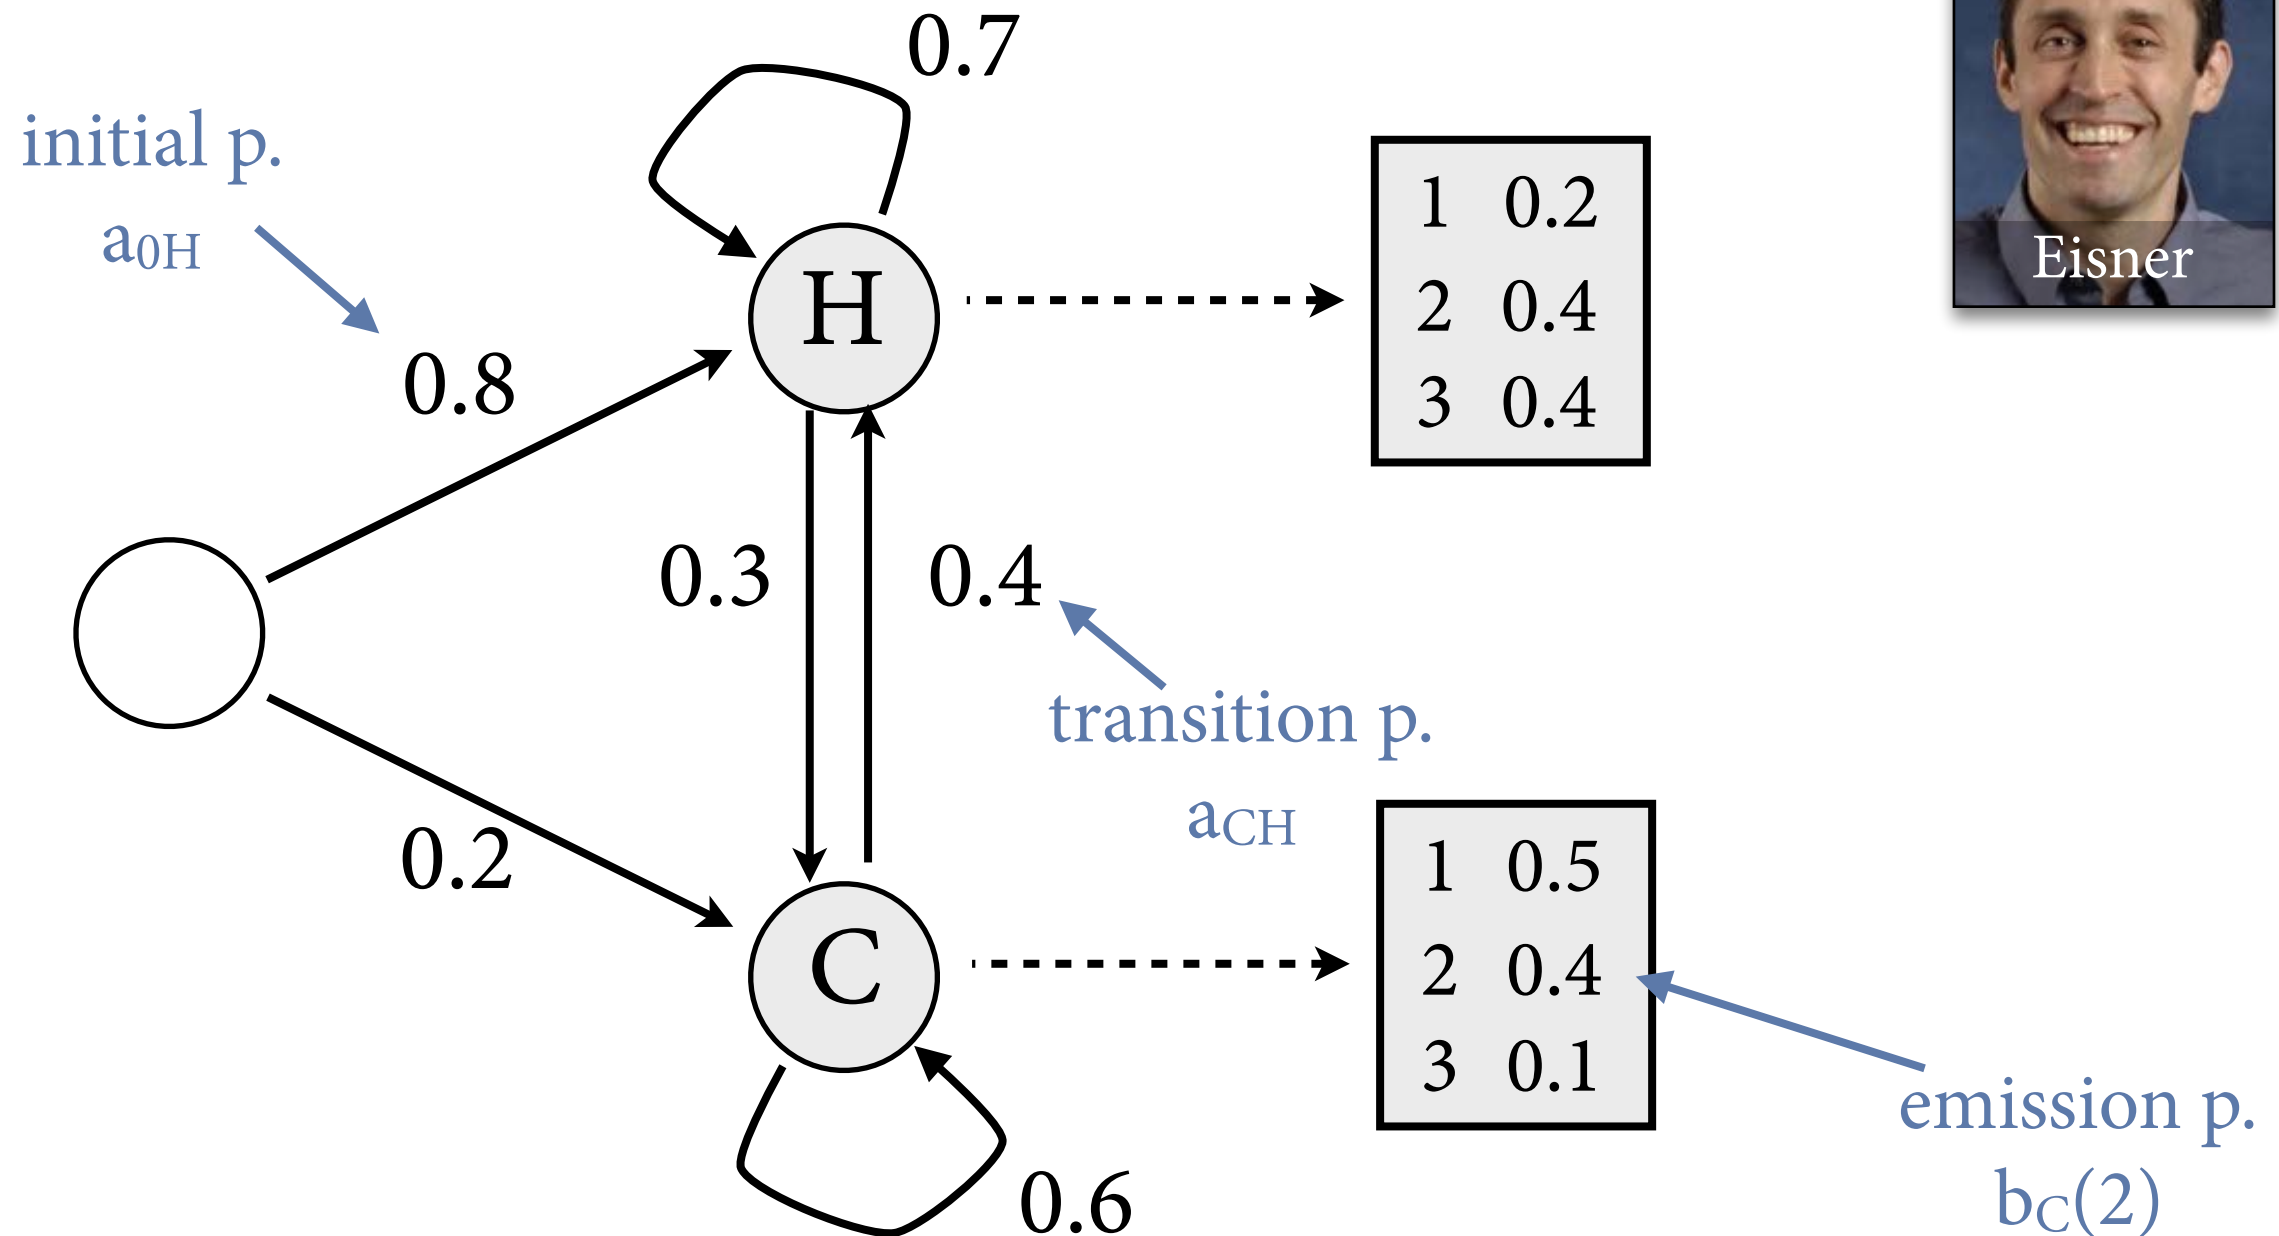 0.7
initial p.
a0H
0.8
H
1 0.2
2 0.4
3 0.4
Eisner
0.3
0.4
transition p.
aCH
0.2
C
1 0.5
2 0.4
3 0.1
0.6
emission p.
bC(2)